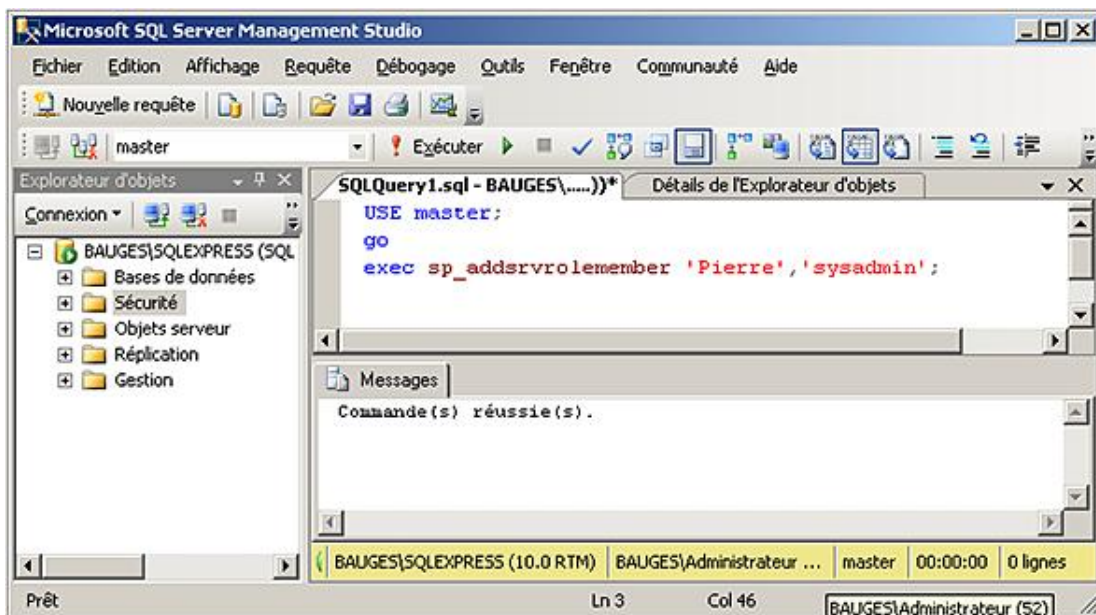 Microsoft SQL Server Management Studio
Fichier Edition Affichage Requête Débogage Outils Fenêtre Communauté Aide
Nouvelle requête
master Exécuter
Explorateur d'objets
SQLQuery1.sql - BAUGES\.....))* Détails de l'Explorateur d'objets
Connexion
BAUGES\SQLEXPRESS (SQL
Bases de données
Sécurité
Objets serveur
Réplication
Gestion
USE master;
go
exec sp_addsrvrolemember 'Pierre','sysadmin';
Messages
Commande(s) réussie(s).
BAUGES\SQLEXPRESS (10.0 RTM) BAUGES\Administrateur ... master 00:00:00 0 lignes
Prêt Ln 3 Col 46 BAUGES\Administrateur (52)